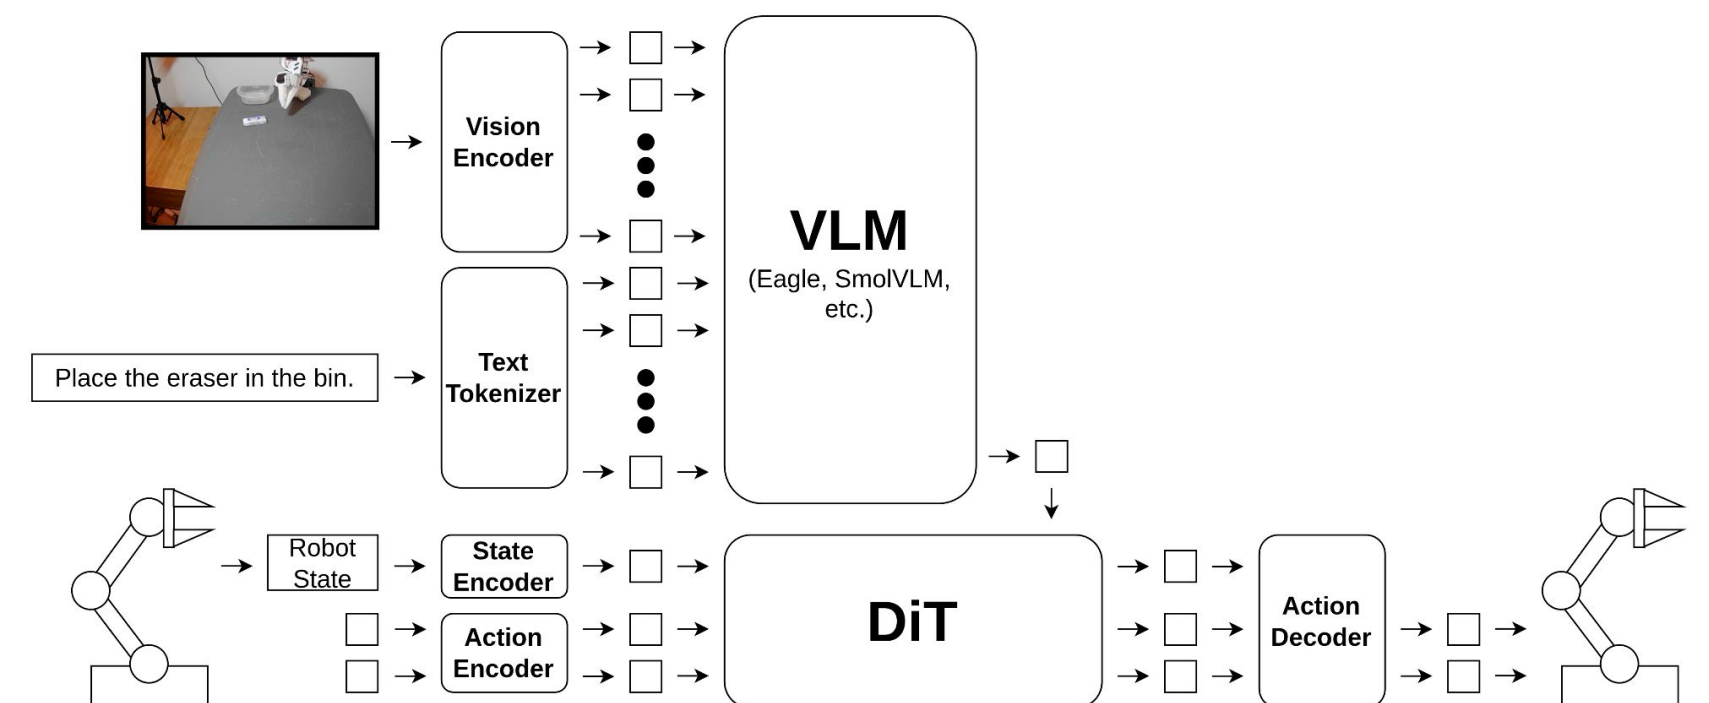 Vision
Encoder
VLM
(Eagle, SmolVLM,
etc.)
Place the eraser in the bin.
Text
Tokenizer
Robot
State
State
Encoder
Action
Encoder
DiT
Action
Decoder